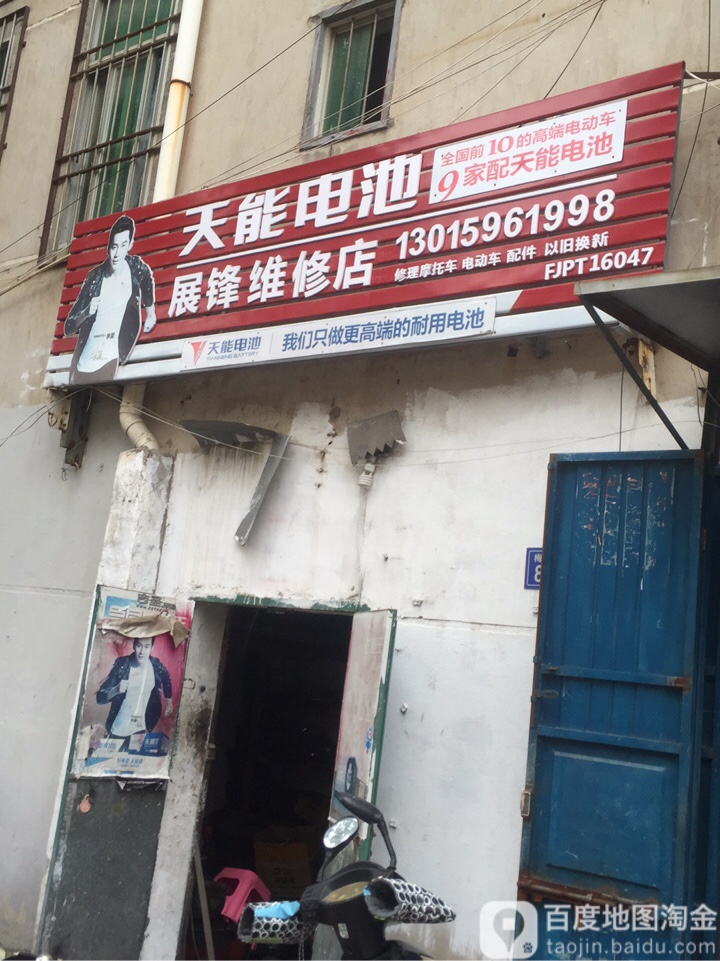 天能电池
全国前10的高端电动车
9家配天能电池
展锋维修店
13015961998
修理摩托车 电动车 配件 以旧换新
FJPT16047
天能电池
TIANNENG BATTERY
我们只做更高端的耐用电池
梅
8
百度地图淘金
taojin.baidu.com